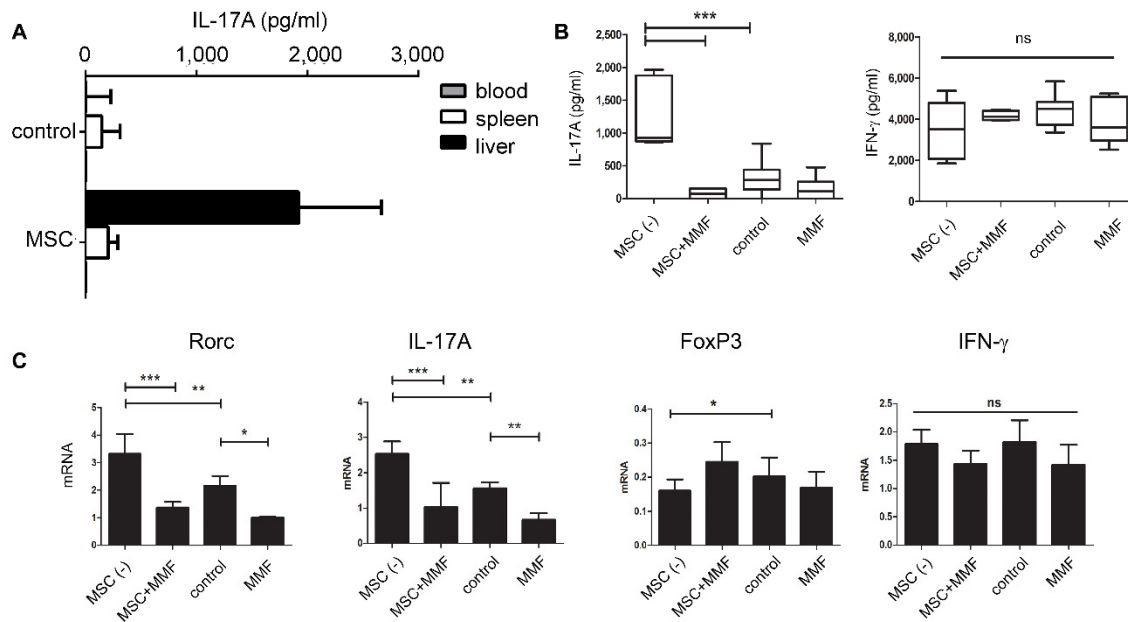 A
IL-17A (pg/ml)
0 1,000 2,000 3,000
control
MSC
blood
spleen
liver
B
***
IL-17A (pg/ml)
2,500
2,000
1,500
1,000
500
0
MSC (-) MSC+MMF control MMF
ns
IFN-γ (pg/ml)
8,000
6,000
4,000
2,000
0
MSC (-) MSC+MMF control MMF
C
Rorc
***
**
*
mRNA
5
4
3
2
1
0
MSC (-) MSC+MMF control MMF
IL-17A
***
**
**
mRNA
4
3
2
1
0
MSC (-) MSC+MMF control MMF
FoxP3
*
mRNA
0.4
0.3
0.2
0.1
0.0
MSC (-) MSC+MMF control MMF
IFN-γ
ns
mRNA
2.5
2.0
1.5
1.0
0.5
0.0
MSC (-) MSC+MMF control MMF